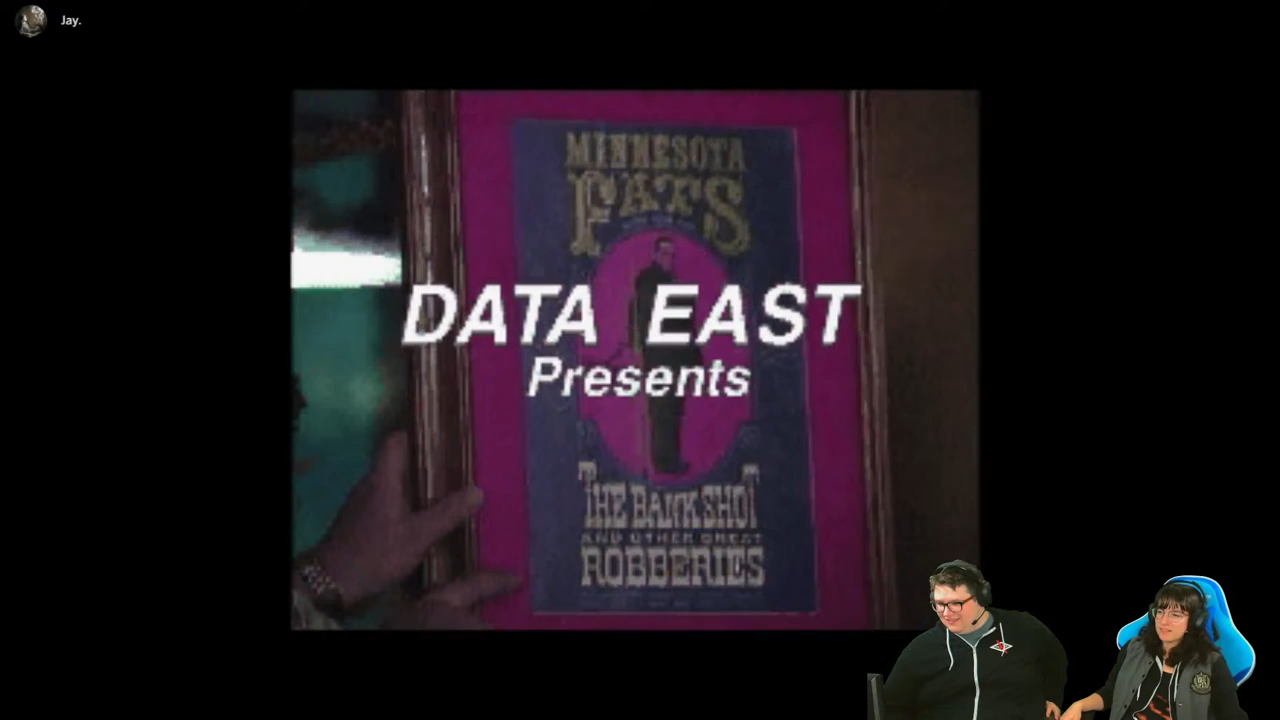 Jay.
MINNESOTA
FATS
DATA EAST
Presents
THE BANK SHOT
AND OTHER GREAT
ROBBERIES